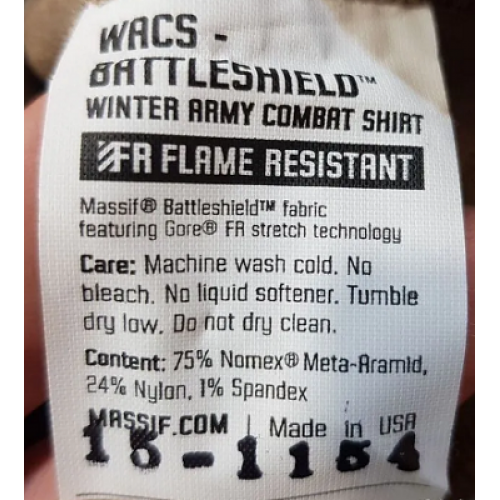 WACS -
BATTLESHIELD™
WINTER ARMY COMBAT SHIRT
FR FLAME RESISTANT
Massif® Battleshield™ fabric
featuring Gore® FR stretch technology
Care: Machine wash cold. No
bleach. No liquid softener. Tumble
dry low. Do not dry clean.
Content: 75% Nomex® Meta-Aramid,
24% Nylon, 1% Spandex
MASSIF.COM | Made in USA
16-1154